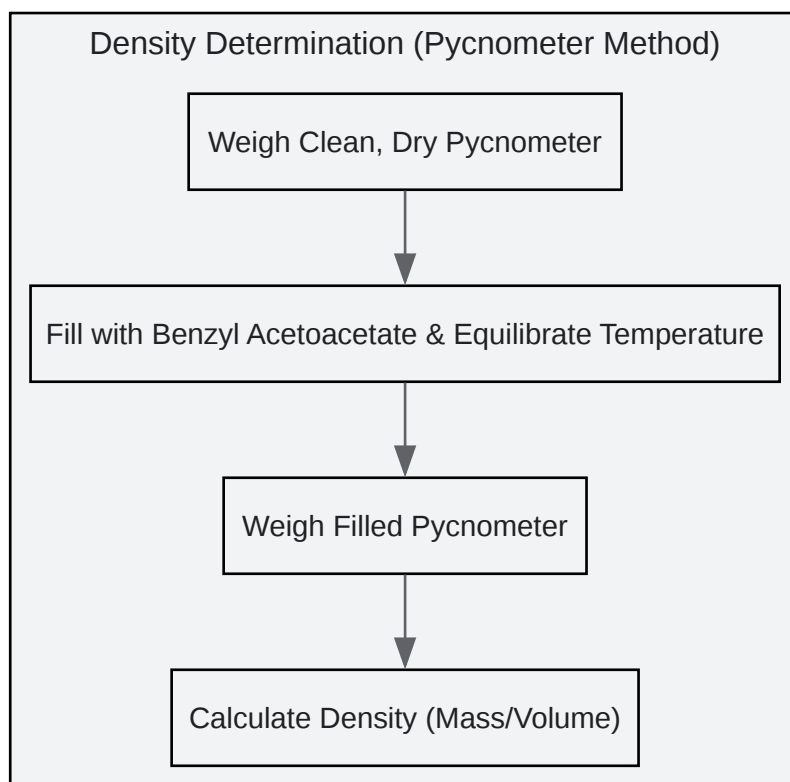 Density Determination (Pycnometer Method)
Weigh Clean, Dry Pycnometer
Fill with Benzyl Acetoacetate & Equilibrate Temperature
Weigh Filled Pycnometer
Calculate Density (Mass/Volume)